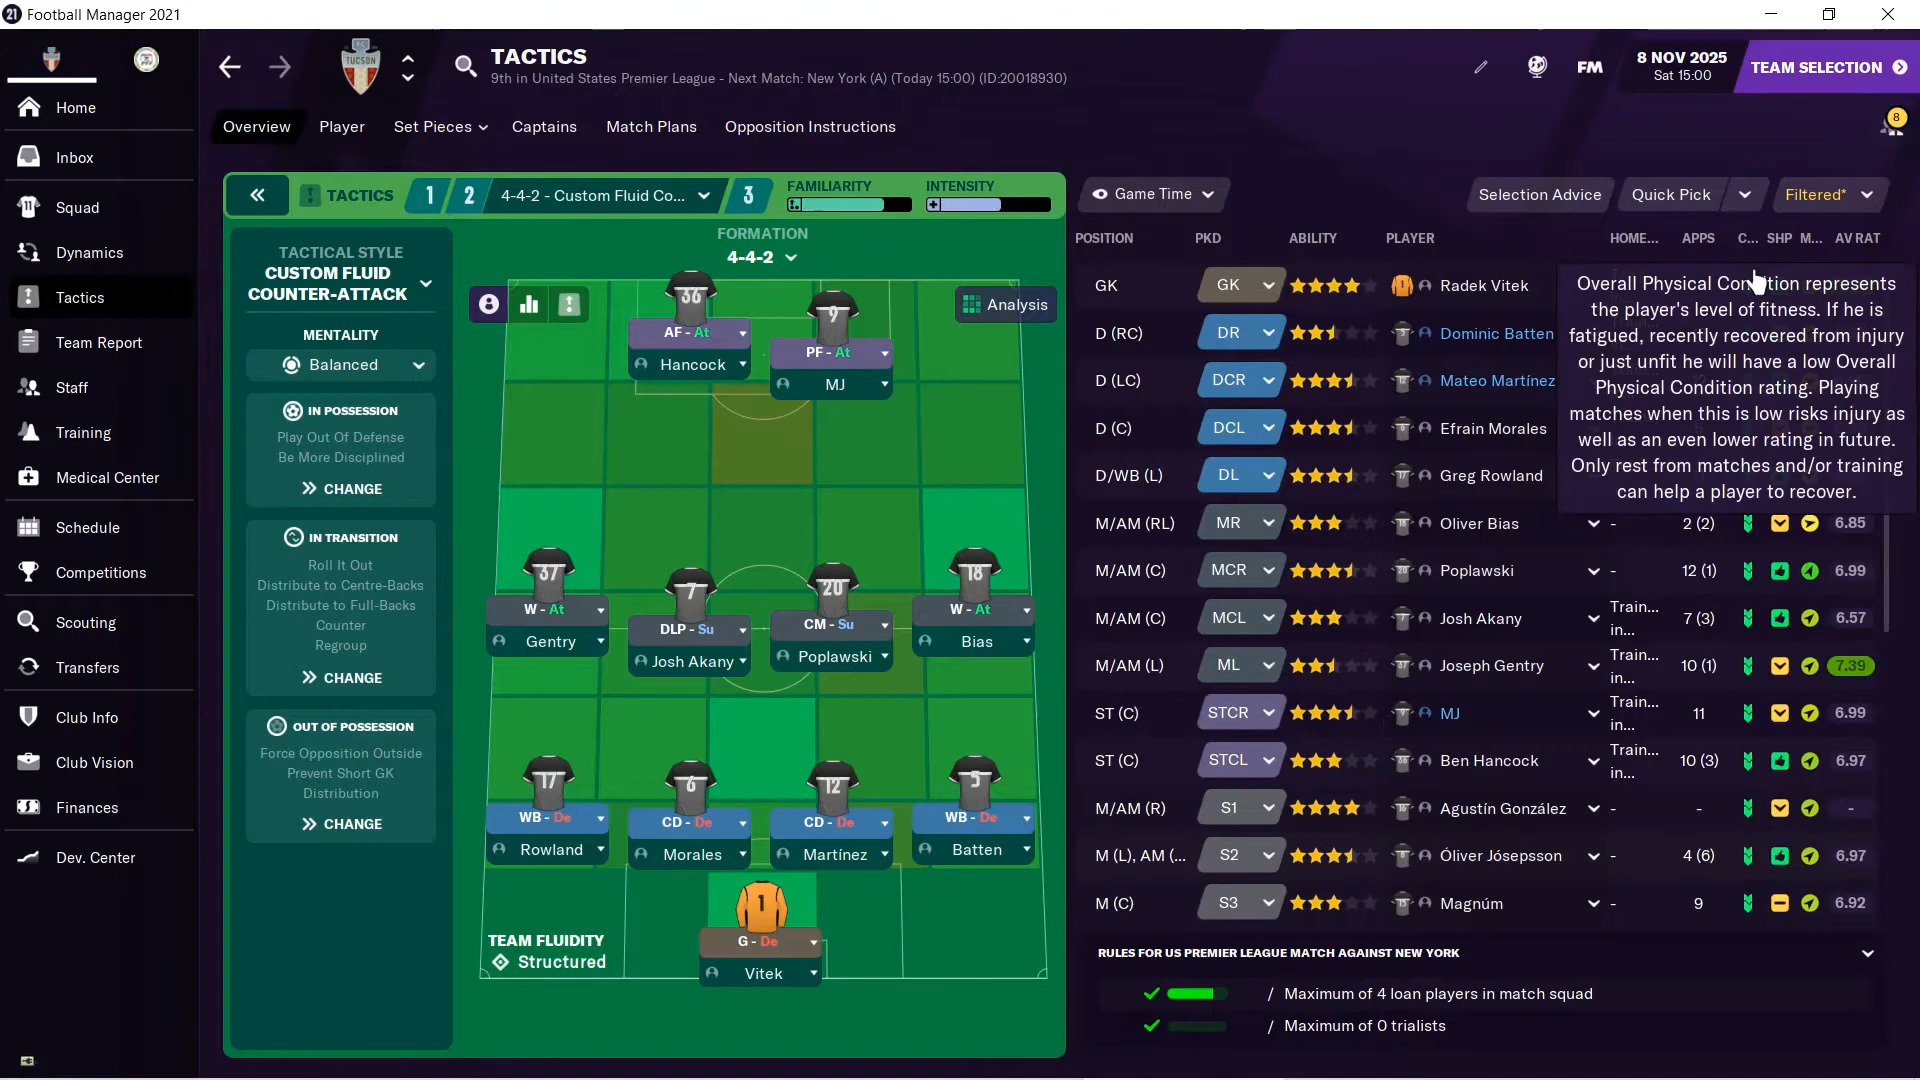 Football Manager 2021
TACTICS
9th in United States Premier League - Next Match: New York (A) (Today 15:00) (ID:20018930)
FM
8 NOV 2025
Sat 15:00
TEAM SELECTION
8
Home
Inbox
Squad
Dynamics
Tactics
Team Report
Staff
Training
Medical Center
Schedule
Competitions
Scouting
Transfers
Club Info
Club Vision
Finances
Dev. Center
Overview
Player
Set Pieces
Captains
Match Plans
Opposition Instructions
TACTICS
1
2
4-4-2 - Custom Fluid Co...
3
FAMILIARITY
INTENSITY
TACTICAL STYLE
CUSTOM FLUID
COUNTER-ATTACK
MENTALITY
Balanced
IN POSSESSION
Play Out Of Defense
Be More Disciplined
CHANGE
IN TRANSITION
Roll It Out
Distribute to Centre-Backs
Distribute to Full-Backs
Counter
Regroup
CHANGE
OUT OF POSSESSION
Force Opposition Outside
Prevent Short GK
Distribution
CHANGE
FORMATION
4-4-2
Analysis
36
AF - At
Hancock
9
PF - At
MJ
37
W - At
Gentry
7
DLP - Su
Josh Akany
20
CM - Su
Poplawski
18
W - At
Bias
17
WB - De
Rowland
6
CD - De
Morales
12
CD - De
Martínez
5
WB - De
Batten
1
G - De
Vitek
TEAM FLUIDITY
Structured
Game Time
Selection Advice
Quick Pick
Filtered*
POSITION PKD ABILITY PLAYER HOME... APPS C... SHP M... AV RAT
GK GK Radek Vitek
D (RC) DR Dominic Batten
D (LC) DCR Mateo Martínez
D (C) DCL Efrain Morales
D/WB (L) DL Greg Rowland
M/AM (RL) MR Oliver Bias - 2 (2) 6.85
M/AM (C) MCR Poplawski - 12 (1) 6.99
M/AM (C) MCL Josh Akany Train... in... 7 (3) 6.57
M/AM (L) ML Joseph Gentry Train... in... 10 (1) 7.39
ST (C) STCR MJ Train... in... 11 6.99
ST (C) STCL Ben Hancock Train... in... 10 (3) 6.97
M/AM (R) S1 Agustín González - - -
M (L), AM (... S2 Óliver Jósepsson - 4 (6) 6.97
M (C) S3 Magnúm - 9 6.92
Overall Physical Condition represents
the player's level of fitness. If he is
fatigued, recently recovered from injury
or just unfit he will have a low Overall
Physical Condition rating. Playing
matches when this is low risks injury as
well as an even lower rating in future.
Only rest from matches and/or training
can help a player to recover.
RULES FOR US PREMIER LEAGUE MATCH AGAINST NEW YORK
/ Maximum of 4 loan players in match squad
/ Maximum of 0 trialists